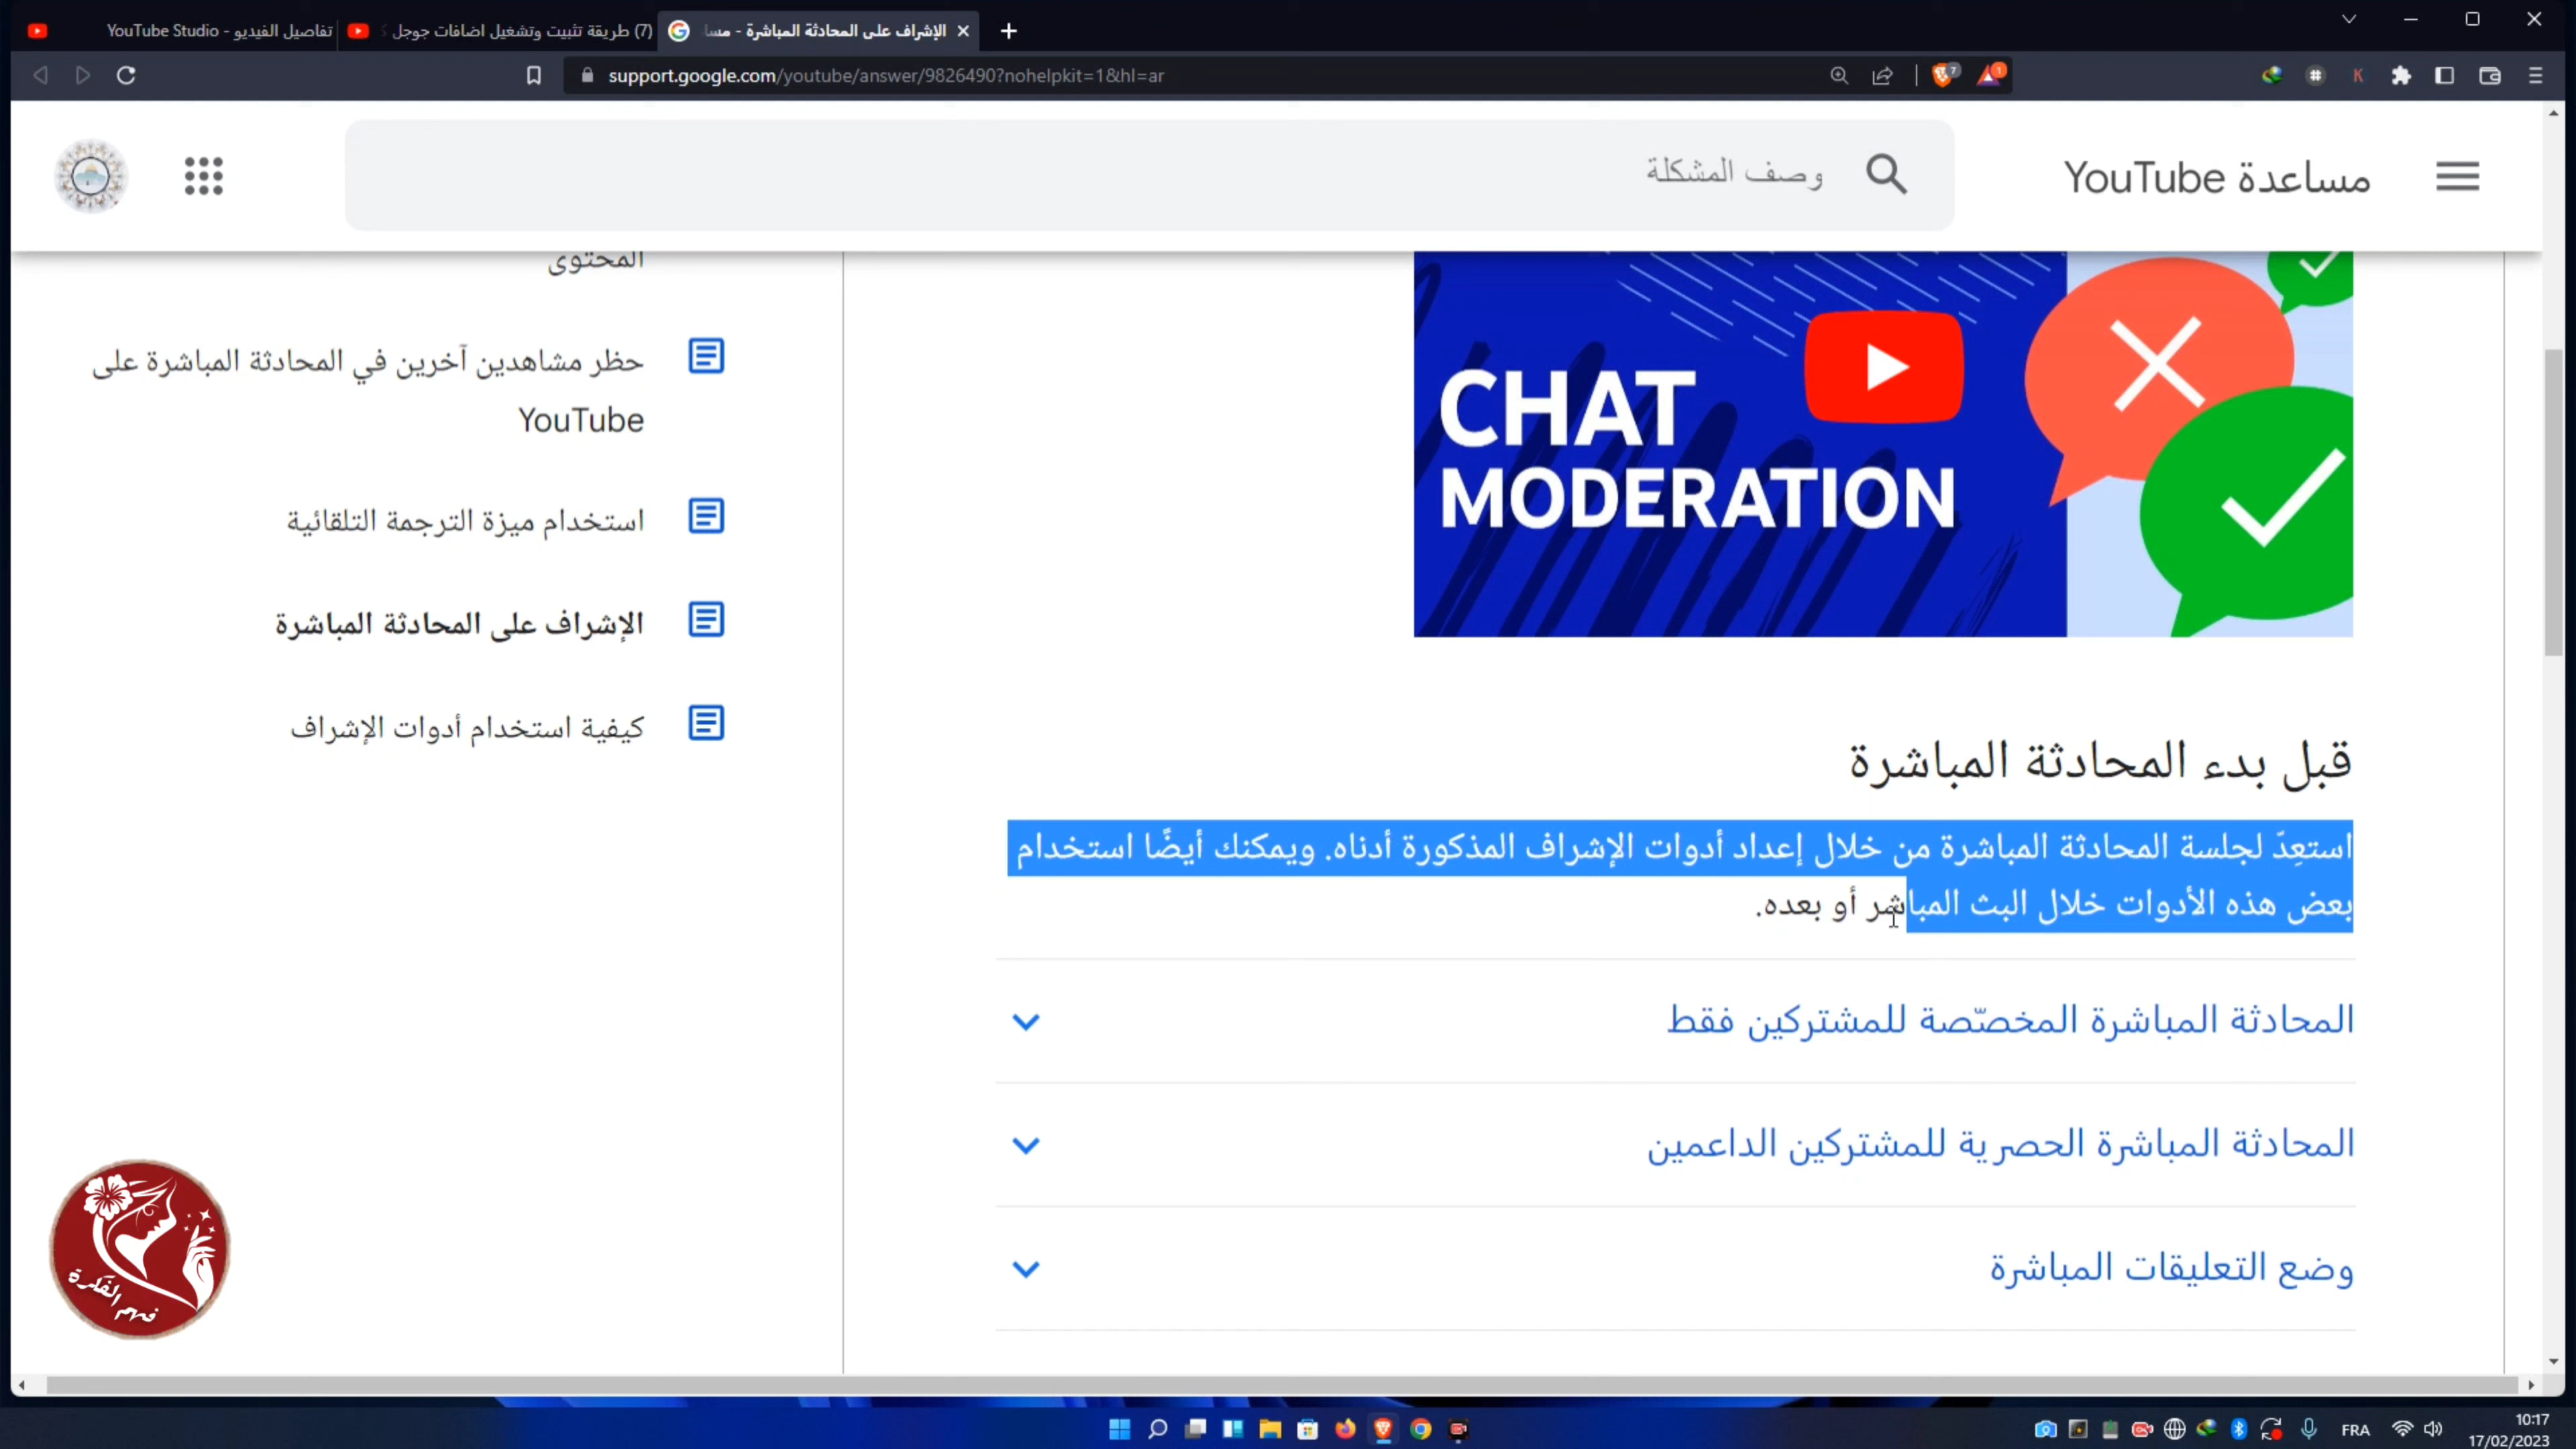 YouTube Studio - تفاصيل الفيديو
(7) طريقة تثبيت وتشغيل اضافات جوجل
الإشراف على المحادثة المباشرة - مسا
support.google.com/youtube/answer/9826490?nohelpkit=1&hl=ar
7
1
K
مساعدة YouTube
وصف المشكلة
CHAT
MODERATION
قبل بدء المحادثة المباشرة
استعِدّ لجلسة المحادثة المباشرة من خلال إعداد أدوات الإشراف المذكورة أدناه. ويمكنك أيضًا استخدام
بعض هذه الأدوات خلال البث المباشر أو بعده.
المحادثة المباشرة المخصّصة للمشتركين فقط
المحادثة المباشرة الحصرية للمشتركين الداعمين
وضع التعليقات المباشرة
المحتوى
حظر مشاهدين آخرين في المحادثة المباشرة على
YouTube
استخدام ميزة الترجمة التلقائية
الإشراف على المحادثة المباشرة
كيفية استخدام أدوات الإشراف
فهم الفكرة
FRA
10:17
17/02/2023